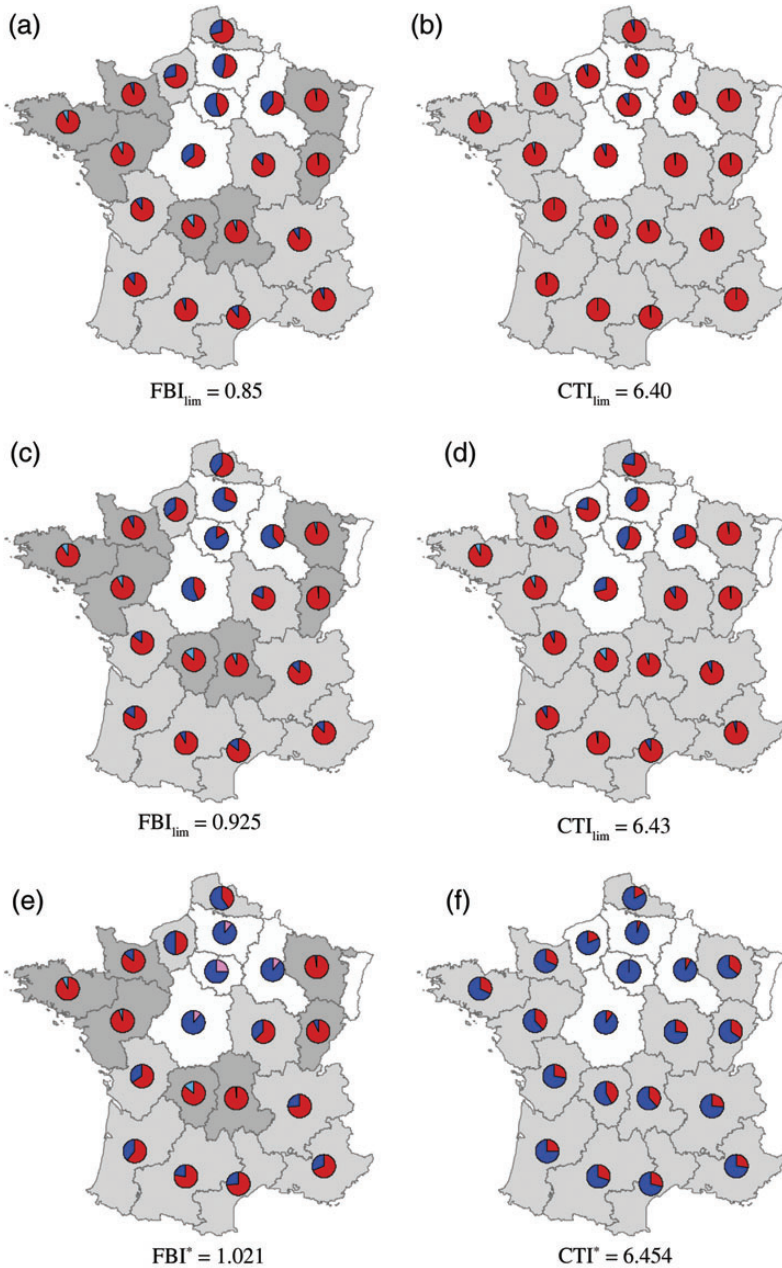 (a)
(b)
FBI_lim = 0.85
CTI_lim = 6.40
(c)
(d)
FBI_lim = 0.925
CTI_lim = 6.43
(e)
(f)
FBI* = 1.021
CTI* = 6.454